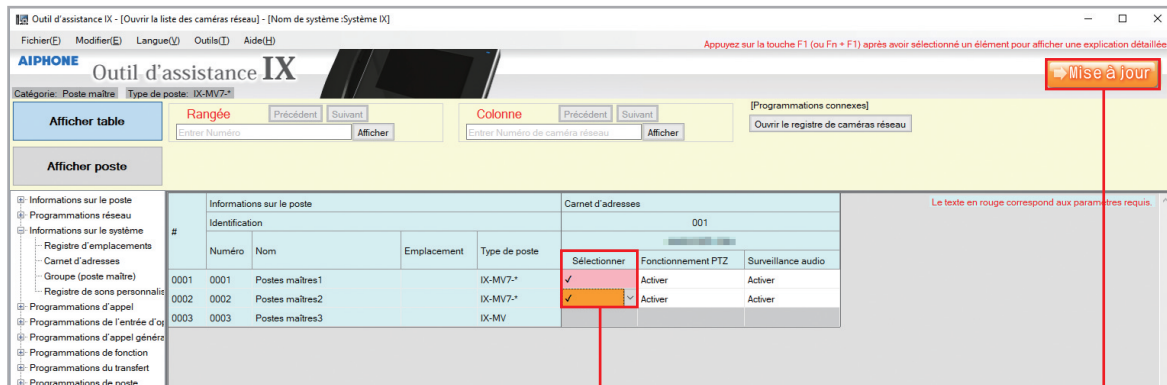 Outil d'assistance IX - [Ouvrir la liste des caméras réseau] - [Nom de système :Système IX]
Fichier(F) Modifier(E) Langue(V) Outils(T) Aide(H)
Appuyez sur la touche F1 (ou Fn + F1) après avoir sélectionné un élément pour afficher une explication détaillée
AIPHONE
Outil d'assistance IX
Mise à jour
Catégorie: Poste maître Type de poste: IX-MV7-*
Afficher table
Rangée Précédent Suivant
Entrer Numéro Afficher
Colonne Précédent Suivant
Entrer Numéro de caméra réseau Afficher
[Programmations connexes]
Ouvrir le registre de caméras réseau
Afficher poste
Informations sur le poste
Programmations réseau
Informations sur le système
Registre d'emplacements
Carnet d'adresses
Groupe (poste maître)
Registre de sons personnalis
Programmations d'appel
Programmations de l'entrée d'o
Programmations d'appel généra
Programmations de fonction
Programmations du transfert
Programmations de poste
# Informations sur le poste Carnet d'adresses
Identification 001
Numéro Nom Emplacement Type de poste Sélectionner Fonctionnement PTZ Surveillance audio
0001 0001 Postes maîtres1 IX-MV7-* ✓ Activer Activer
0002 0002 Postes maîtres2 IX-MV7-* ✓ Activer Activer
0003 0003 Postes maîtres3 IX-MV
Le texte en rouge correspond aux paramètres requis.